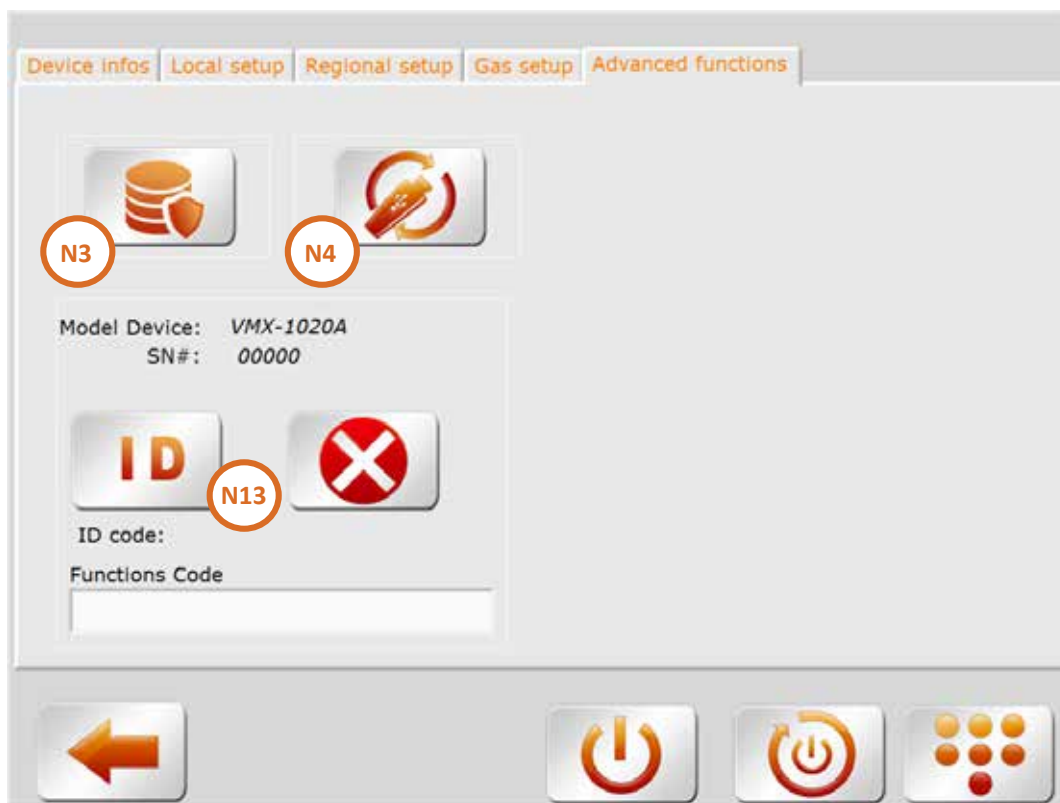 Device infos Local setup Regional setup Gas setup Advanced functions
N3 N4
Model Device: VMX-1020A
SN#: 00000
ID
N13
ID code:
Functions Code